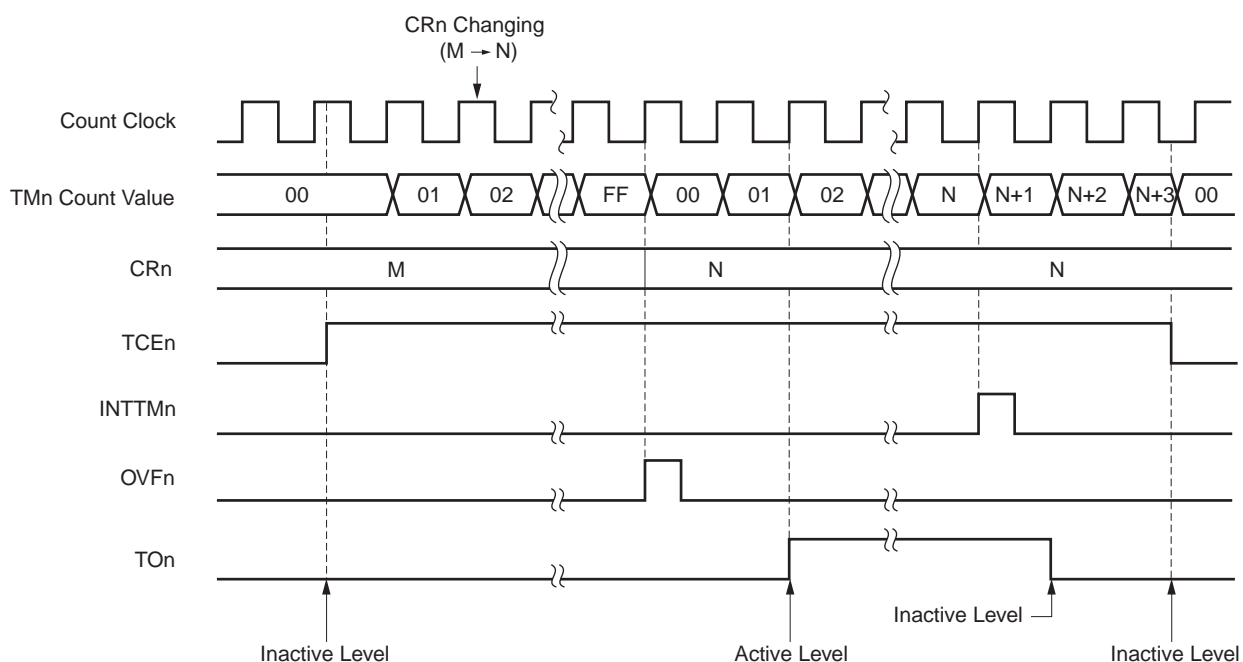 CRn Changing
(M → N)
Count Clock
TMn Count Value
00 01 02 FF 00 01 02 N N+1 N+2 N+3 00
CRn
M N N
TCEn
INTTMn
OVFn
TOn
Inactive Level
Inactive Level Active Level Inactive Level